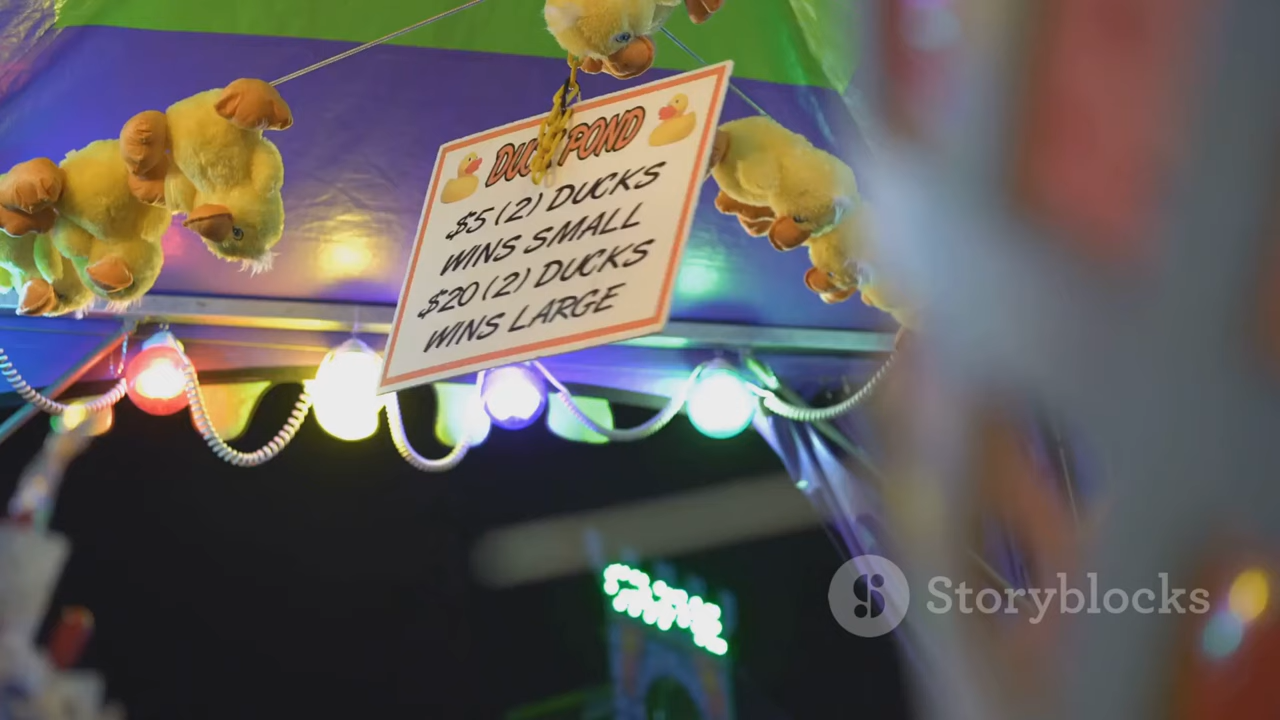 DUCK POND
$5 (2) DUCKS
WINS SMALL
$20 (2) DUCKS
WINS LARGE
Storyblocks